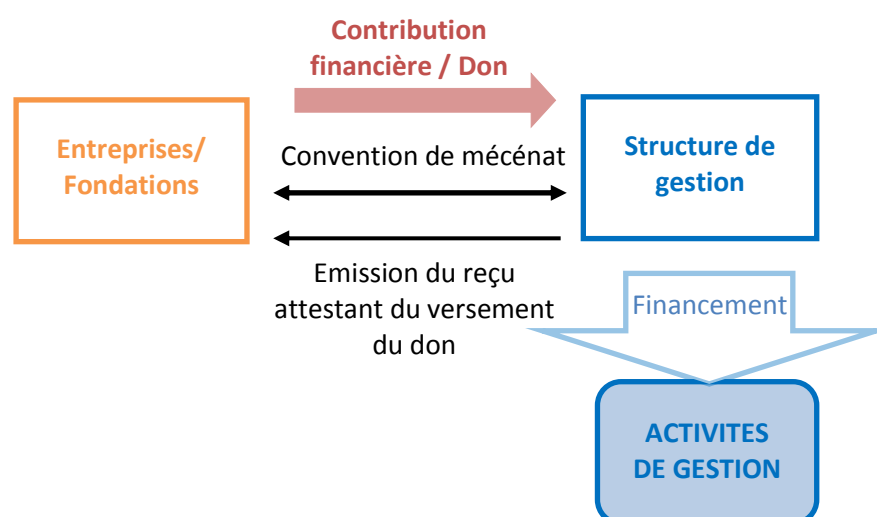 Contribution
financière / Don
Entreprises/
Fondations
Convention de mécénat
Structure de
gestion
Emission du reçu
attestant du versement
du don
Financement
ACTIVITES
DE GESTION